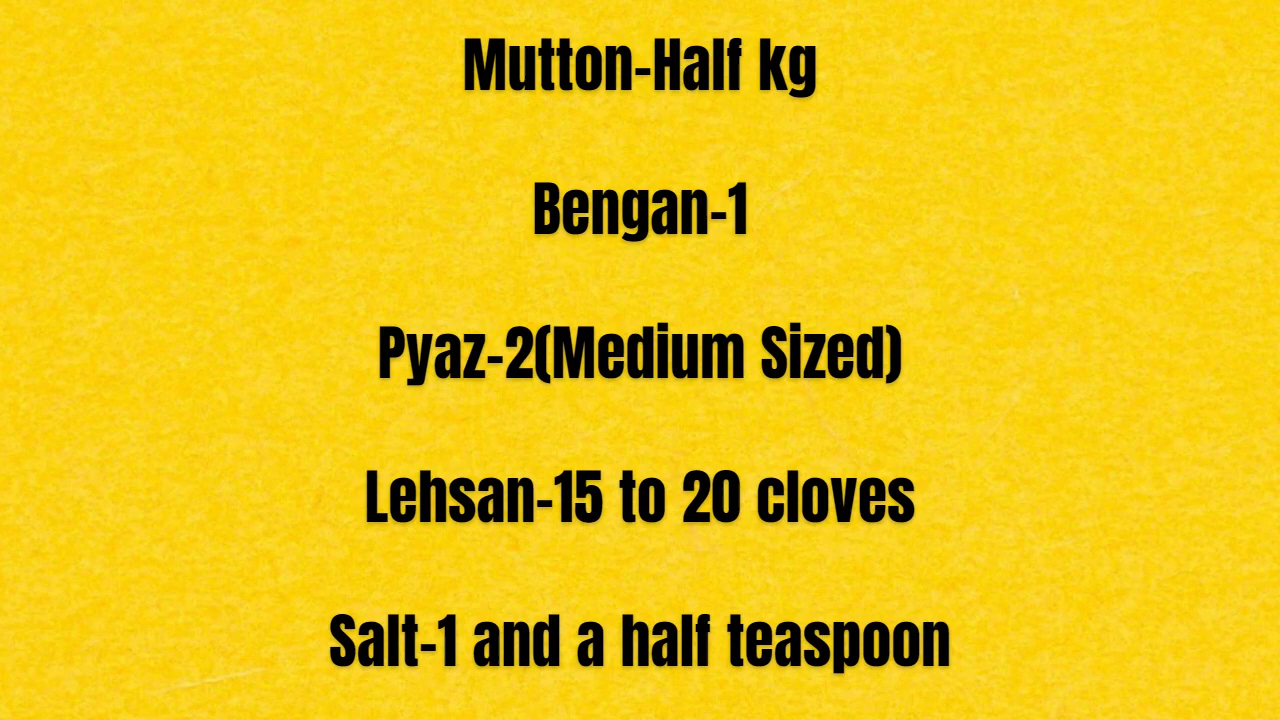 Mutton-Half kg
Bengan-1
Pyaz-2(Medium Sized)
Lehsan-15 to 20 cloves
Salt-1 and a half teaspoon